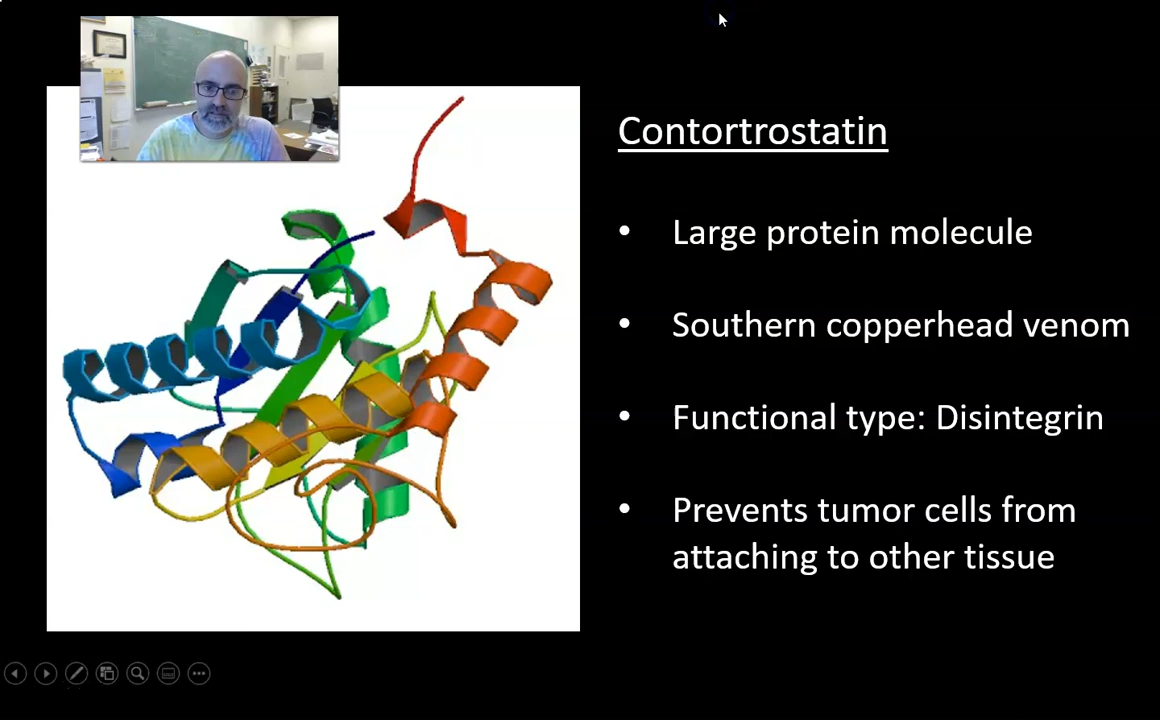 Contortrostatin
• Large protein molecule
• Southern copperhead venom
• Functional type: Disintegrin
• Prevents tumor cells from
attaching to other tissue